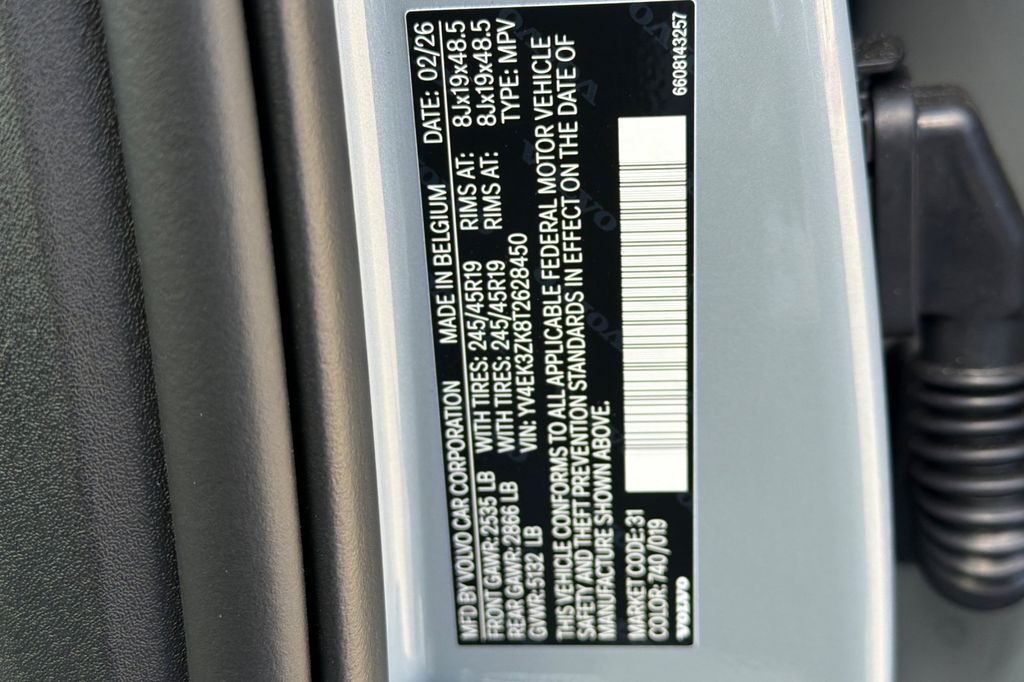 MFD BY VOLVO CAR CORPORATION MADE IN BELGIUM DATE: 02/26
FRONT GAWR: 2535 LB WITH TIRES: 245/45R19 RIMS AT: 8Jx19x48.5
REAR GAWR: 2866 LB WITH TIRES: 245/45R19 RIMS AT: 8Jx19x48.5
GVWR: 5132 LB VIN: YV4EK3ZK8T2628450 TYPE: MPV
THIS VEHICLE CONFORMS TO ALL APPLICABLE FEDERAL MOTOR VEHICLE
SAFETY AND THEFT PREVENTION STANDARDS IN EFFECT ON THE DATE OF
MANUFACTURE SHOWN ABOVE.
MARKET CODE: 31
COLOR: 740/019
VOLVO
6608143257